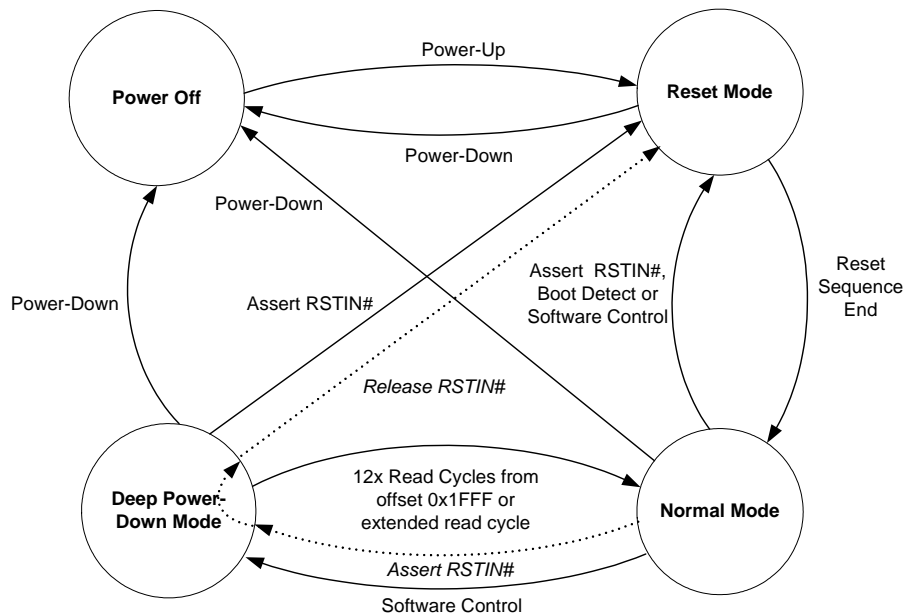 Power-Up
Power Off
Reset Mode
Power-Down
Power-Down
Assert RSTIN#,
Boot Detect or
Software Control
Reset
Sequence
End
Power-Down
Assert RSTIN#
Release RSTIN#
12x Read Cycles from
offset 0x1FFF or
extended read cycle
Deep Power-
Down Mode
Normal Mode
Assert RSTIN#
Software Control